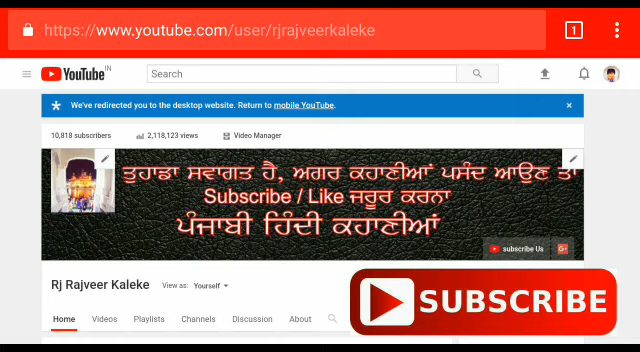 https://www.youtube.com/user/rjrajveerkaleke
1
YouTube IN
Search
We've redirected you to the desktop website. Return to mobile YouTube.
10,818 subscribers 2,118,123 views Video Manager
ਤੁਹਾਡਾ ਸਵਾਗਤ ਹੈ, ਅਗਰ ਕਹਾਣੀਆਂ ਪਸੰਦ ਆਉਣ ਤਾਂ
Subscribe / Like ਜਰੂਰ ਕਰਨਾ
ਪੰਜਾਬੀ ਹਿੰਦੀ ਕਹਾਣੀਆਂ
subscribe Us G+
Rj Rajveer Kaleke View as: Yourself
SUBSCRIBE
Home Videos Playlists Channels Discussion About